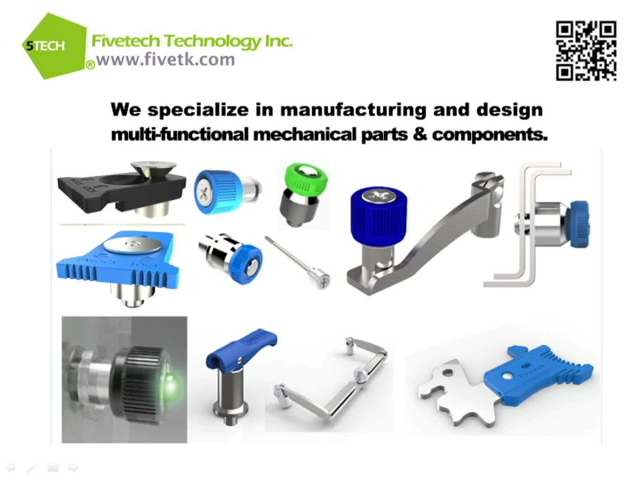 5TECH
Fivetech Technology Inc.
®www.fivetk.com
We specialize in manufacturing and design
multi-functional mechanical parts & components.